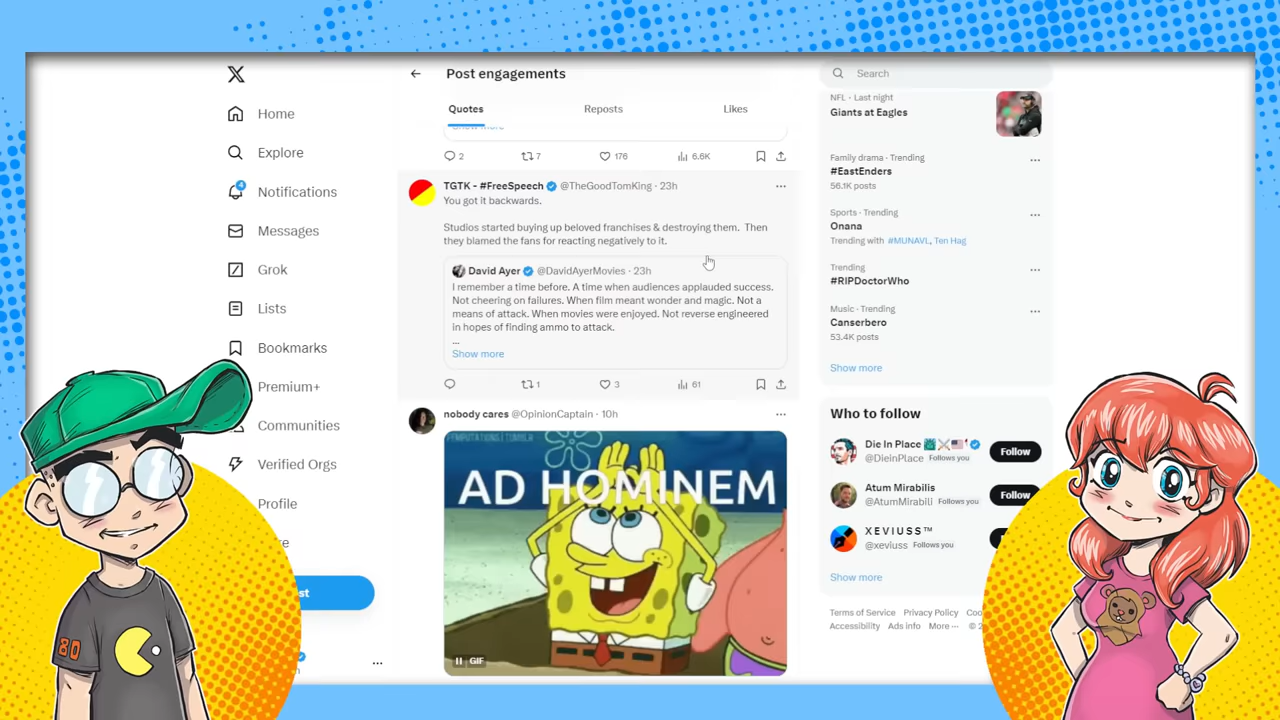 Home
Explore
4
Notifications
Messages
Grok
Lists
Bookmarks
Premium+
Communities
Verified Orgs
Profile
Post engagements
Quotes
Reposts
Likes
Show more
2
7
176
6.6K
TGTK - #FreeSpeech @TheGoodTomKing · 23h
You got it backwards.
Studios started buying up beloved franchises & destroying them. Then
they blamed the fans for reacting negatively to it.
David Ayer @DavidAyerMovies · 23h
I remember a time before. A time when audiences applauded success.
Not cheering on failures. When film meant wonder and magic. Not a
means of attack. When movies were enjoyed. Not reverse engineered
in hopes of finding ammo to attack.
...
Show more
1
3
61
nobody cares @OpinionCaptain · 10h
AD HOMINEM
GIF
Search
NFL · Last night
Giants at Eagles
Family drama · Trending
#EastEnders
56.1K posts
Sports · Trending
Onana
Trending with #MUNAVL, Ten Hag
Trending
#RIPDoctorWho
Music · Trending
Canserbero
53.4K posts
Show more
Who to follow
Die In Place
@DieinPlace Follows you
Follow
Atum Mirabilis
@AtumMirabili Follows you
Follow
XEVIUSS™
@xeviuss Follows you
Show more
Terms of Service Privacy Policy
Accessibility Ads info More ··· ©
80